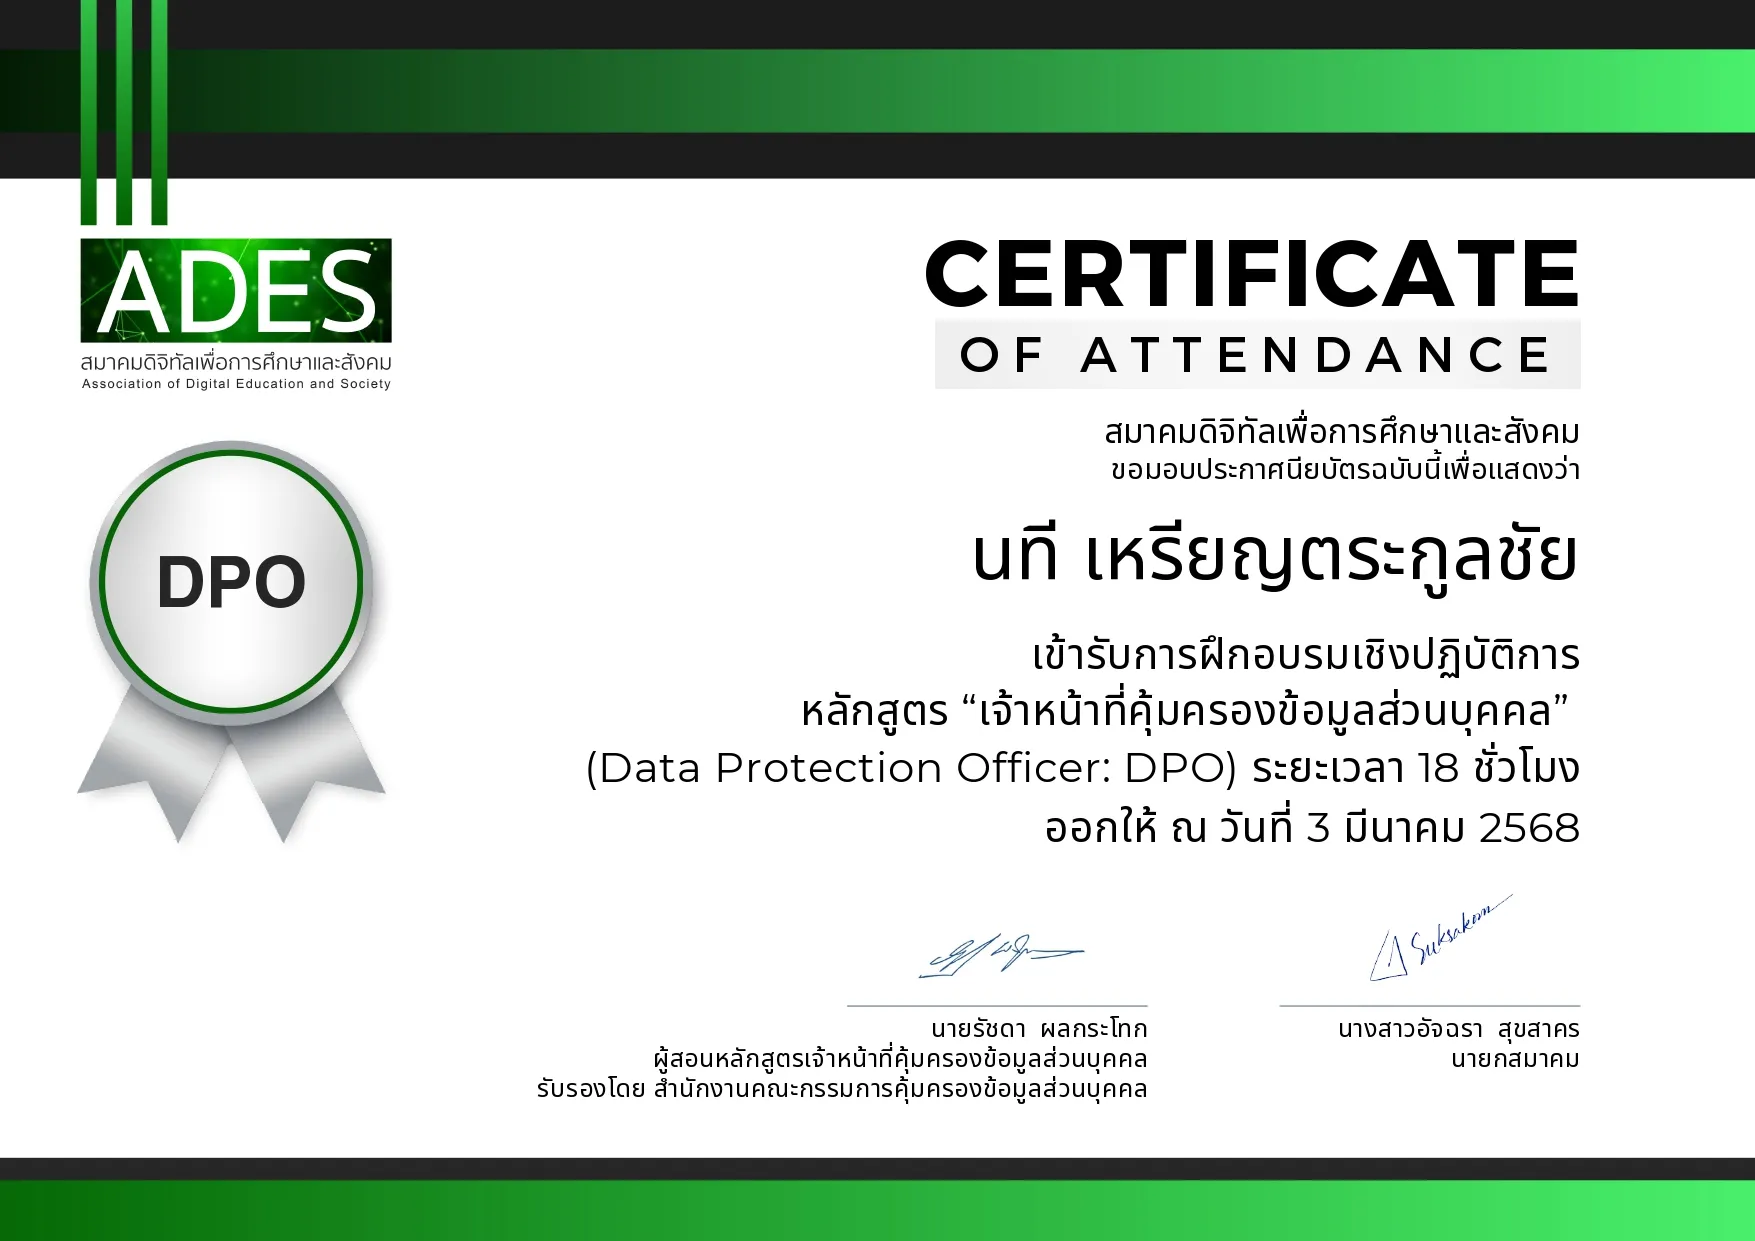 ADES
สมาคมดิจิทัลเพื่อการศึกษาและสังคม
Association of Digital Education and Society
DPO
CERTIFICATE
OF ATTENDANCE
สมาคมดิจิทัลเพื่อการศึกษาและสังคม
ขอมอบประกาศนียบัตรฉบับนี้เพื่อแสดงว่า
นที เหรียญตระกูลชัย
เข้ารับการฝึกอบรมเชิงปฏิบัติการ
หลักสูตร “เจ้าหน้าที่คุ้มครองข้อมูลส่วนบุคคล”
(Data Protection Officer: DPO) ระยะเวลา 18 ชั่วโมง
ออกให้ ณ วันที่ 3 มีนาคม 2568
Suksakorn
นายรัชดา ผลกระโทก
ผู้สอนหลักสูตรเจ้าหน้าที่คุ้มครองข้อมูลส่วนบุคคล
รับรองโดย สำนักงานคณะกรรมการคุ้มครองข้อมูลส่วนบุคคล
นางสาวอัจฉรา สุขสาคร
นายกสมาคม